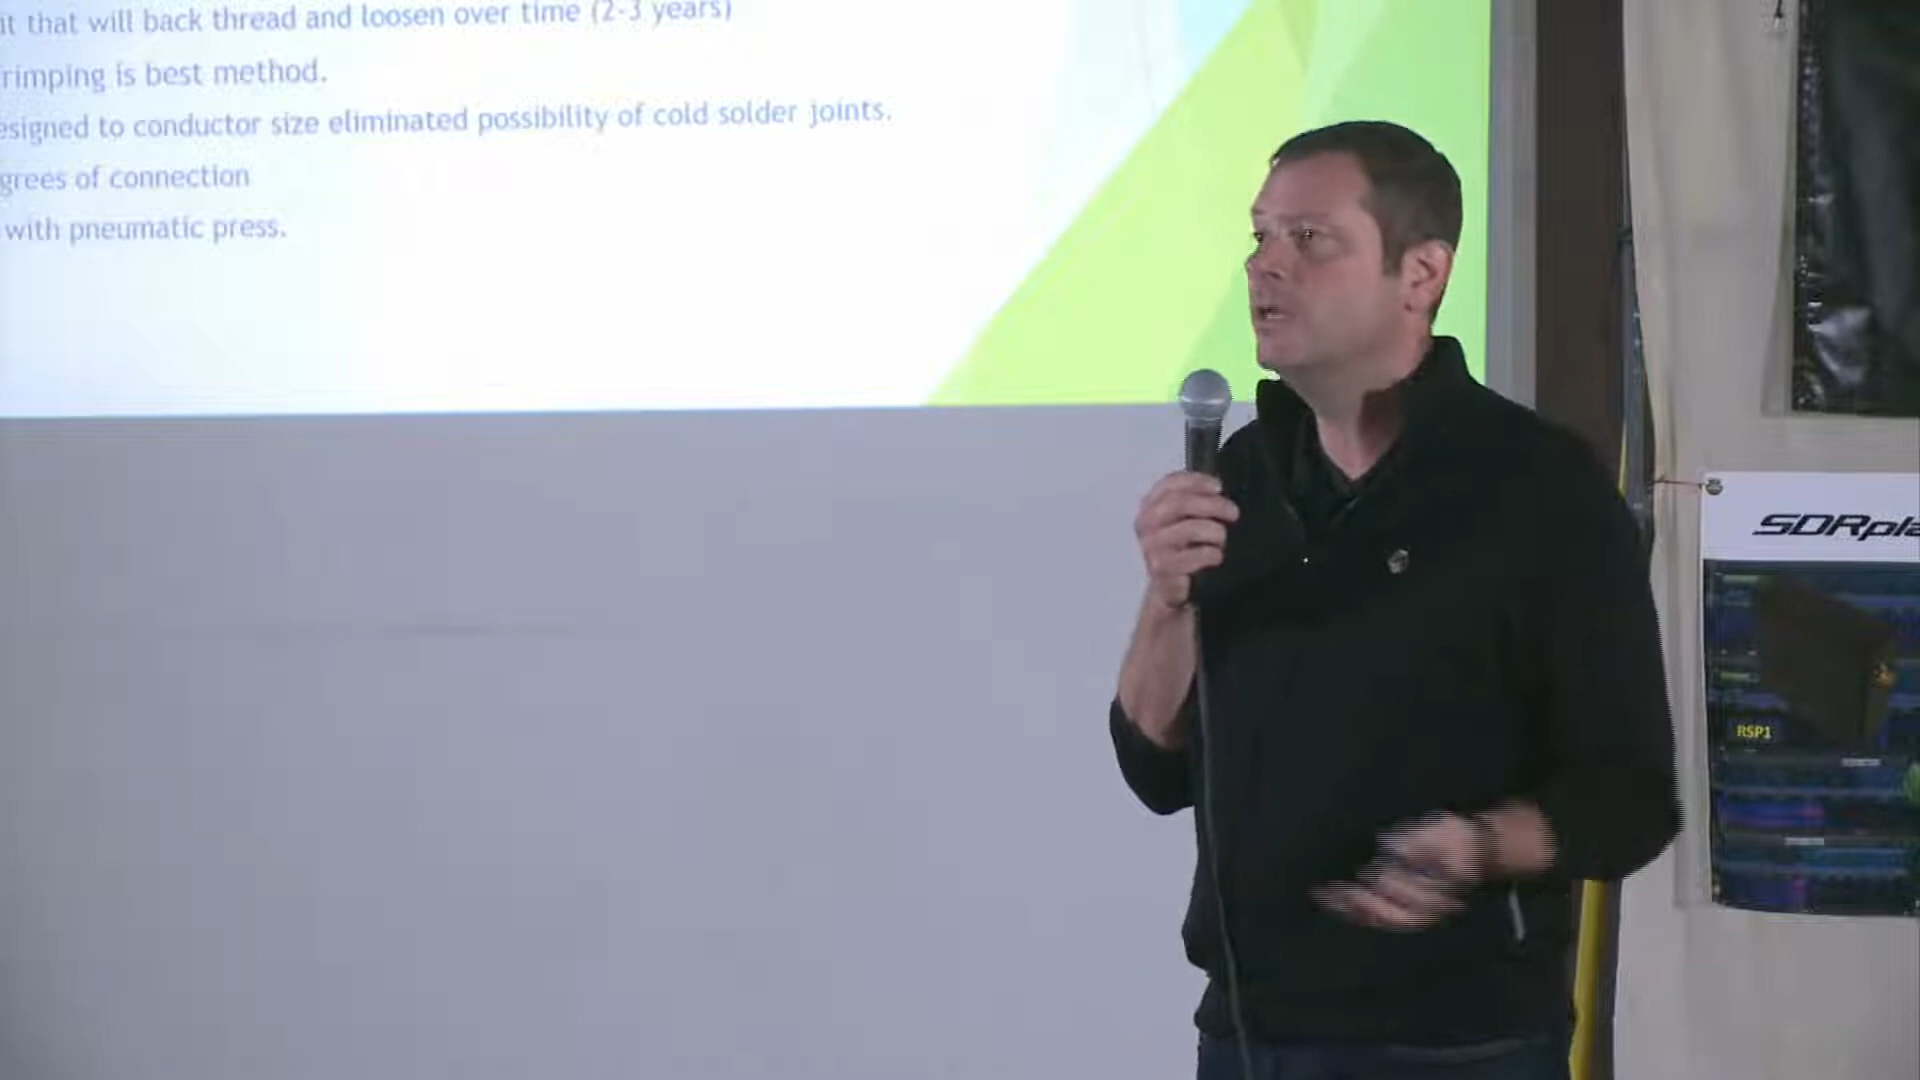 t that will back thread and loosen over time (2-3 years)
rimping is best method.
esigned to conductor size eliminated possibility of cold solder joints.
grees of connection
with pneumatic press.
SDRpla
RSP1